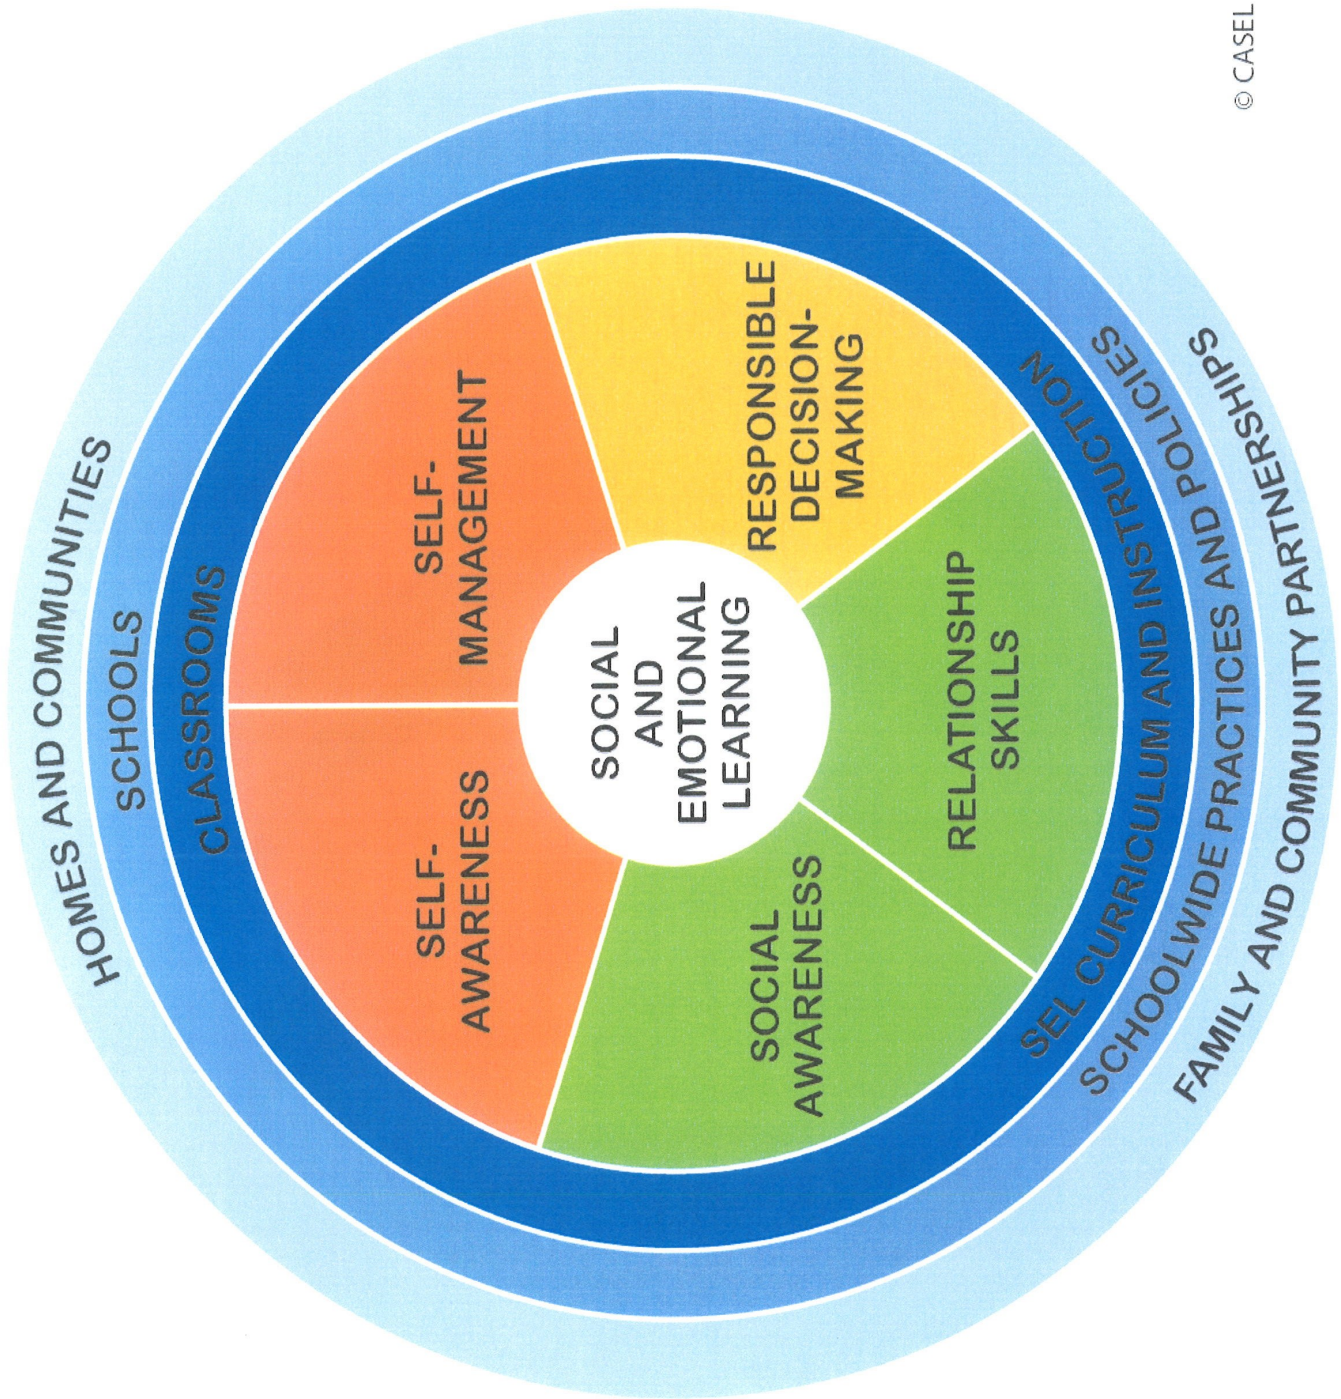 HOMES AND COMMUNITIES
SCHOOLS
CLASSROOMS
SELF-
AWARENESS
SELF-
MANAGEMENT
SOCIAL
AND
EMOTIONAL
LEARNING
SOCIAL
AWARENESS
RESPONSIBLE
DECISION-
MAKING
RELATIONSHIP
SKILLS
SEL CURRICULUM AND INSTRUCTION
SCHOOLWIDE PRACTICES AND POLICIES
FAMILY AND COMMUNITY PARTNERSHIPS
© CASEL